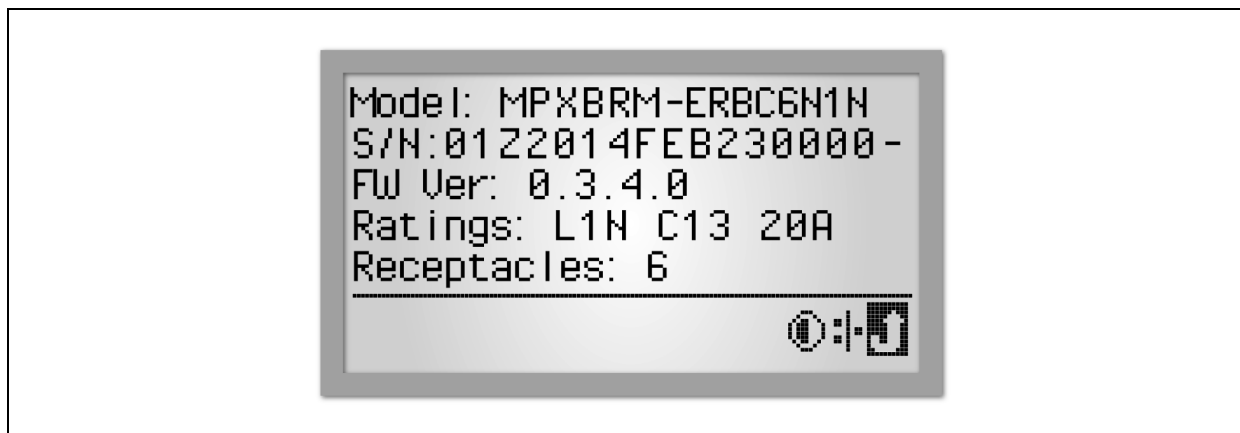 Model: MPXBRM-ERBC6N1N
S/N:01Z2014FEB230000-
FW Ver: 0.3.4.0
Ratings: L1N C13 20A
Receptacles: 6